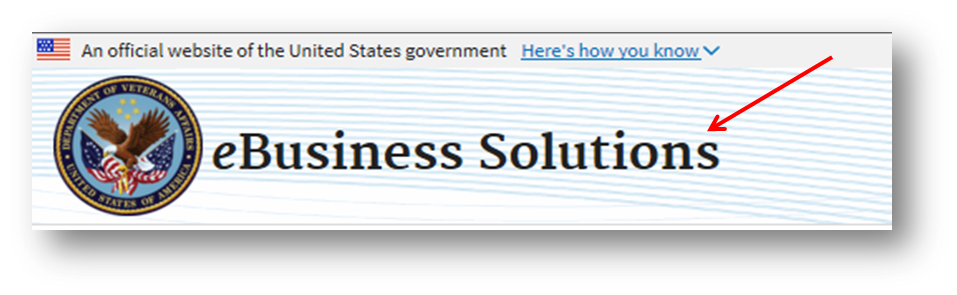 An official website of the United States government Here's how you know
DEPARTMENT OF VETERANS AFFAIRS
eBusiness Solutions
UNITED STATES OF AMERICA